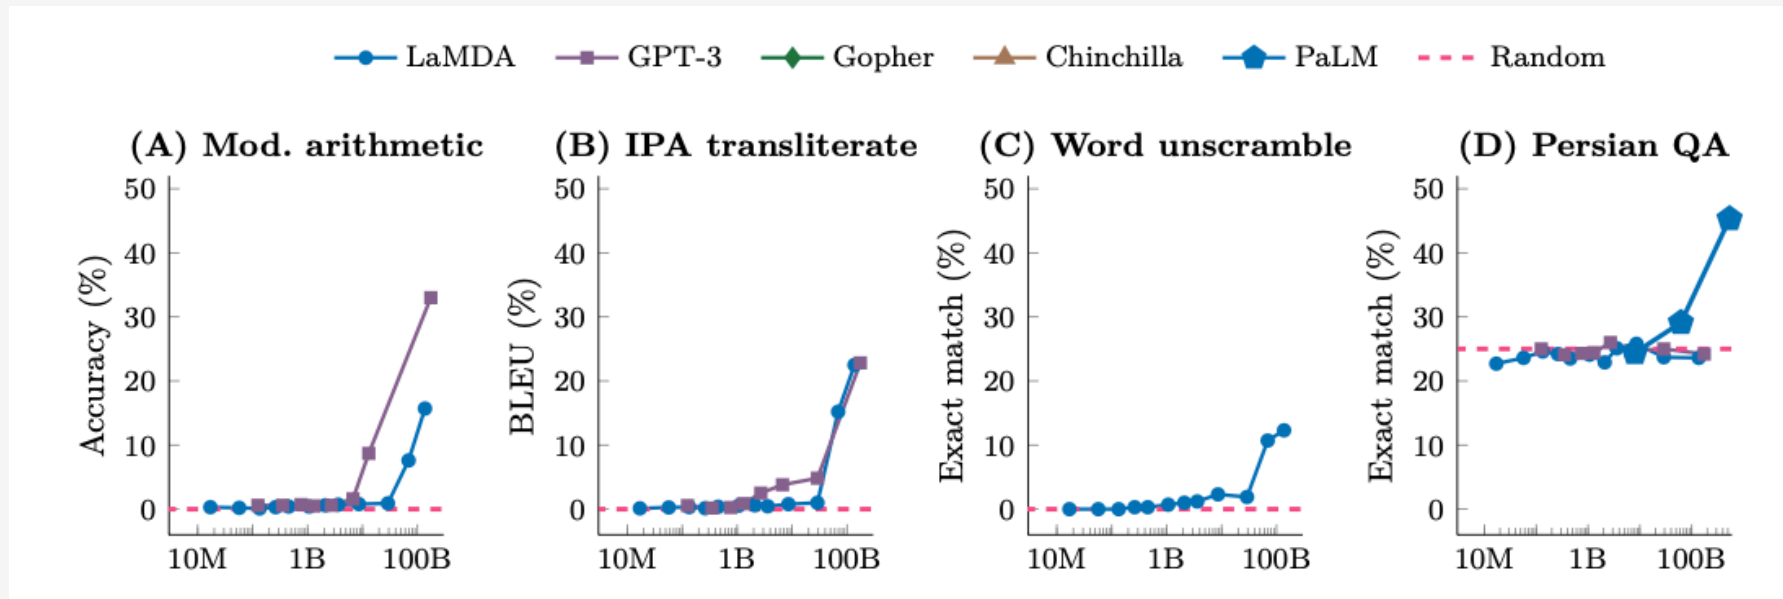 LaMDA GPT-3 Gopher Chinchilla PaLM Random
(A) Mod. arithmetic
Accuracy (%)
50
40
30
20
10
0
10M 1B 100B
(B) IPA transliterate
BLEU (%)
50
40
30
20
10
0
10M 1B 100B
(C) Word unscramble
Exact match (%)
50
40
30
20
10
0
10M 1B 100B
(D) Persian QA
Exact match (%)
50
40
30
20
10
0
10M 1B 100B